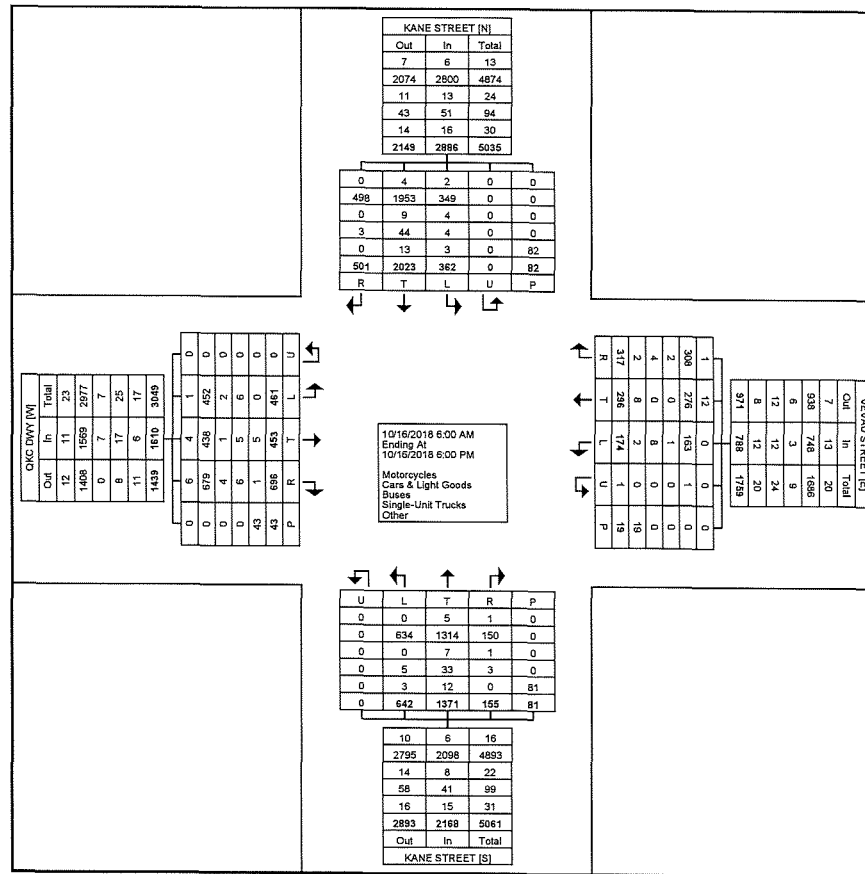 KANE STREET [N]
Out In Total
7 6 13
2074 2800 4874
11 13 24
43 51 94
14 16 30
2149 2886 5035
0 4 2 0 0
498 1953 349 0 0
0 9 4 0 0
3 44 4 0 0
0 13 3 0 82
501 2023 362 0 82
R T L U P
U L T R P
0 461 453 696 43
0 0 5 1 43
0 6 5 6 0
0 2 1 4 0
0 452 438 679 0
0 1 4 6 0
3049 1610 1439
17 6 11
25 17 8
7 7 0
2977 1569 1408
23 11 12
Total In Out
QKC DWY [W]
10/16/2018 6:00 AM
Ending At
10/16/2018 6:00 PM
Motorcycles
Cars & Light Goods
Buses
Single-Unit Trucks
Other
STREET [E]
Out In Total
7 13 20
938 748 1686
6 3 9
12 12 24
8 12 20
971 788 1759
1 12 0 0 0
308 276 163 1 0
2 0 1 0 0
4 0 8 0 0
2 8 2 0 19
317 296 174 1 19
R T L U P
U L T R P
0 0 5 1 0
0 634 1314 150 0
0 0 7 1 0
0 5 33 3 0
0 3 12 0 81
0 642 1371 155 81
10 6 16
2795 2098 4893
14 8 22
58 41 99
16 15 31
2893 2168 5061
Out In Total
KANE STREET [S]